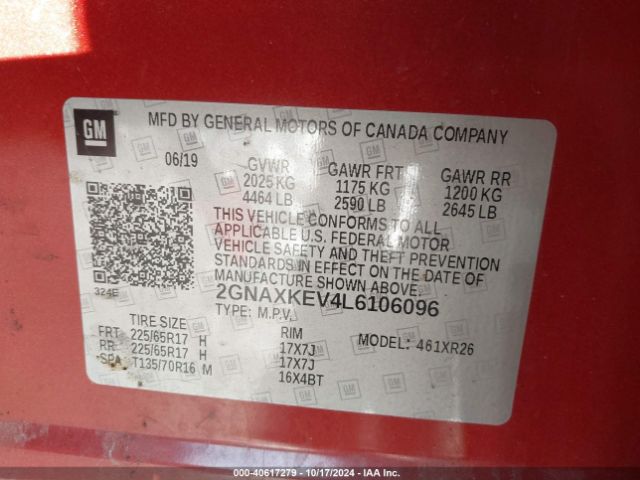 GM
MFD BY GENERAL MOTORS OF CANADA COMPANY
06/19
GVWR GAWR FRT GAWR RR
2025 KG 1175 KG 1200 KG
4464 LB 2590 LB 2645 LB
THIS VEHICLE CONFORMS TO ALL
APPLICABLE U.S. FEDERAL MOTOR
VEHICLE SAFETY AND THEFT PREVENTION
STANDARDS IN EFFECT ON THE DATE OF
MANUFACTURE SHOWN ABOVE.
324E
2GNAXKEV4L6106096
TYPE: M.P.V.
TIRE SIZE RIM MODEL: 461XR26
FRT 225/65R17 H 17X7J
RR 225/65R17 H 17X7J
SPA T135/70R16 M 16X4BT
000-40617279 - 10/17/2024 - IAA Inc.